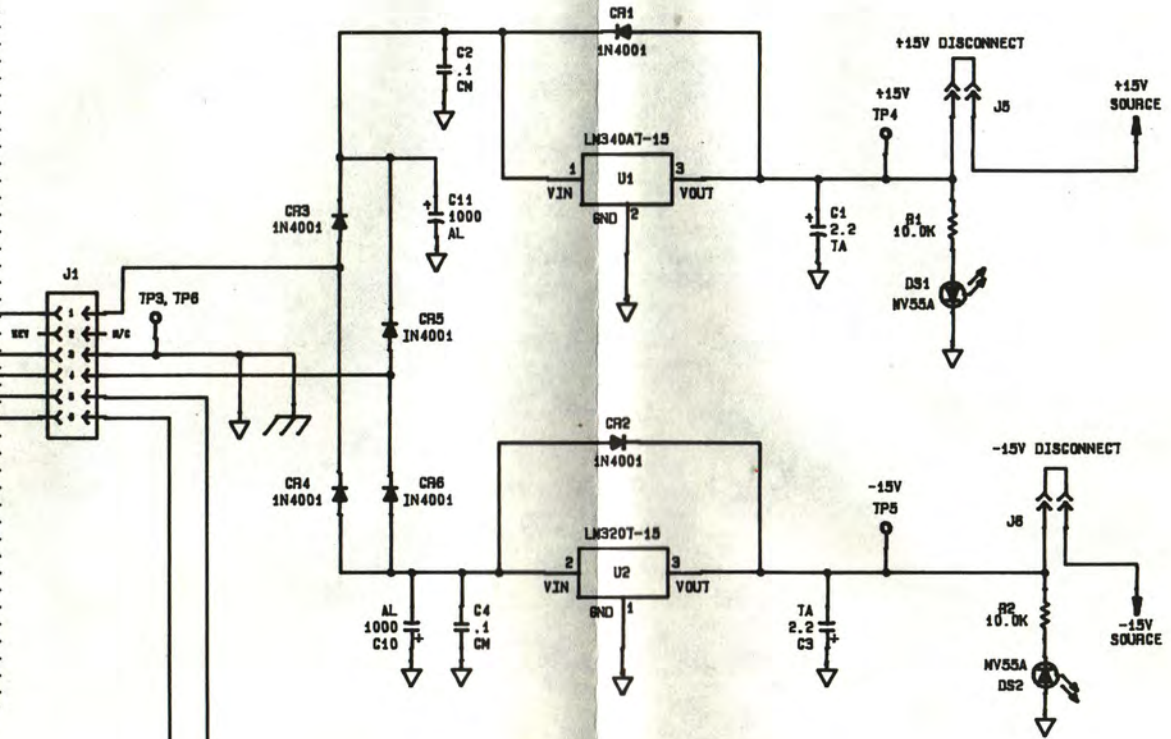 CR1
1N4001
+15V DISCONNECT
C2
.1
CM
+15V
TP4
J5
+15V
SOURCE
LM340AT-15
1
U1
3
VIN
VOUT
GND
2
CR3
1N4001
+
C11
1000
AL
+
C1
2.2
TA
R1
10.0K
J1
TP3, TP6
DS1
MV55A
1
KEY
2
N/C
3
4
5
6
CR5
1N4001
CR2
1N4001
-15V DISCONNECT
CR4
1N4001
CR6
1N4001
-15V
TP5
J6
LM320T-15
2
U2
3
VIN
VOUT
GND
1
AL
1000
C10
+
C4
.1
CM
TA
2.2
C3
+
R2
10.0K
-15V
SOURCE
MV55A
DS2